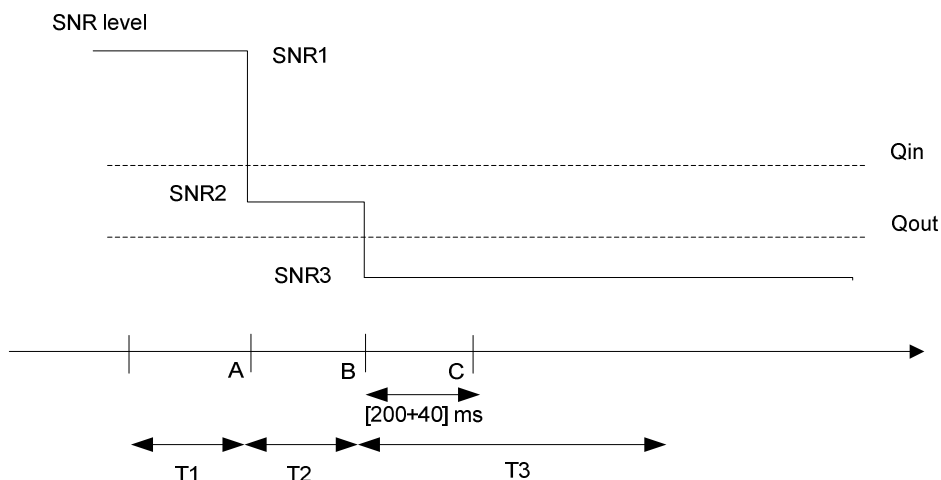 SNR level
SNR1
Qin
SNR2
Qout
SNR3
A
B
C
[200+40] ms
T1
T2
T3